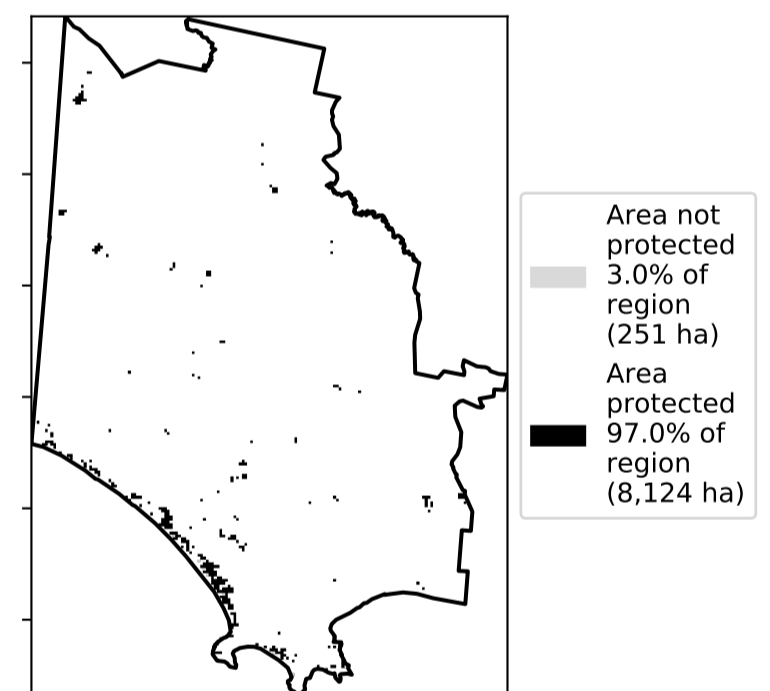 Area not
protected
3.0% of
region
(251 ha)
Area
protected
97.0% of
region
(8,124 ha)